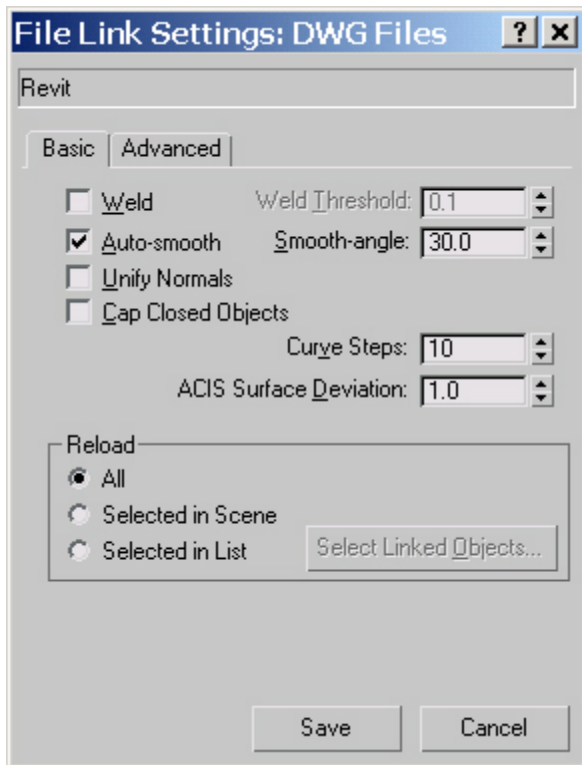 File Link Settings: DWG Files ?
Revit
Basic Advanced
Weld Weld Threshold: 0.1
Auto-smooth Smooth-angle: 30.0
Unify Normals
Cap Closed Objects
Curve Steps: 10
ACIS Surface Deviation: 1.0
Reload
All
Selected in Scene
Selected in List Select Linked Objects...
Save Cancel